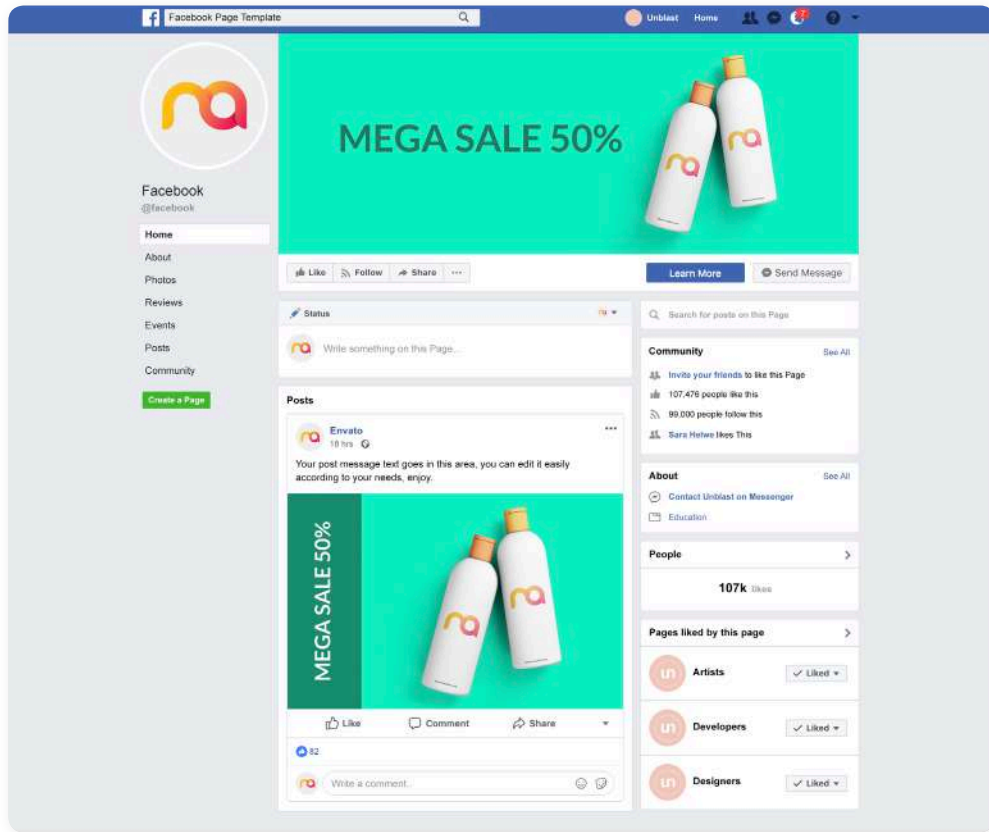 Facebook Page Template
Unblast Home
MEGA SALE 50%
Facebook
@facebook
Home
About
Photos
Reviews
Events
Posts
Community
Create a Page
Like Follow Share
Learn More
Send Message
Status
Write something on this Page...
Posts
Envato
18 hrs
Your post message text goes in this area, you can edit it easily
according to your needs, enjoy.
MEGA SALE 50%
Like Comment Share
82
Write a comment...
Search for posts on this Page
Community See All
Invite your friends to like this Page
107,476 people like this
99,000 people follow this
Sara Helwe likes This
About See All
Contact Unblast on Messenger
Education
People
107k likes
Pages liked by this page
un Artists Liked
un Developers Liked
un Designers Liked